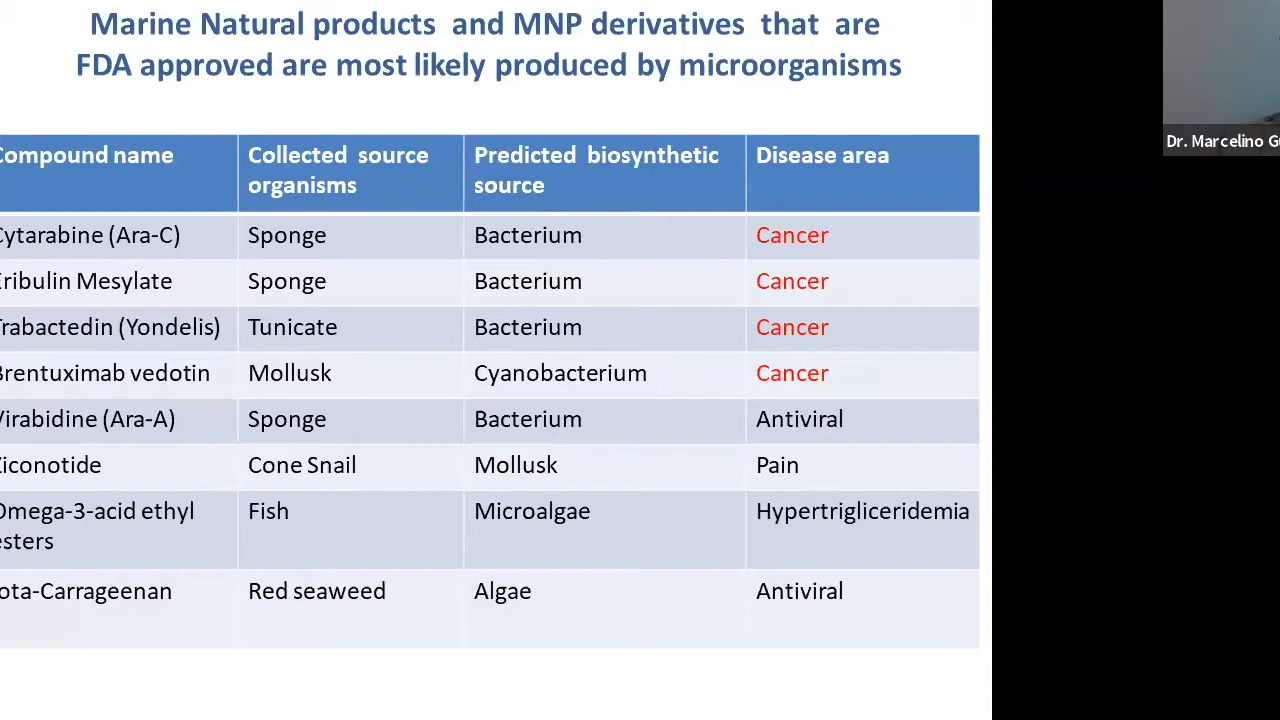 Marine Natural products and MNP derivatives that are
FDA approved are most likely produced by microorganisms
Compound name
Collected source
organisms
Predicted biosynthetic
source
Disease area
Cytarabine (Ara-C)
Sponge
Bacterium
Cancer
Eribulin Mesylate
Sponge
Bacterium
Cancer
Trabactedin (Yondelis)
Tunicate
Bacterium
Cancer
Brentuximab vedotin
Mollusk
Cyanobacterium
Cancer
Virabidine (Ara-A)
Sponge
Bacterium
Antiviral
Ziconotide
Cone Snail
Mollusk
Pain
Omega-3-acid ethyl
esters
Fish
Microalgae
Hypertrigliceridemia
ota-Carrageenan
Red seaweed
Algae
Antiviral
Dr. Marcelino G